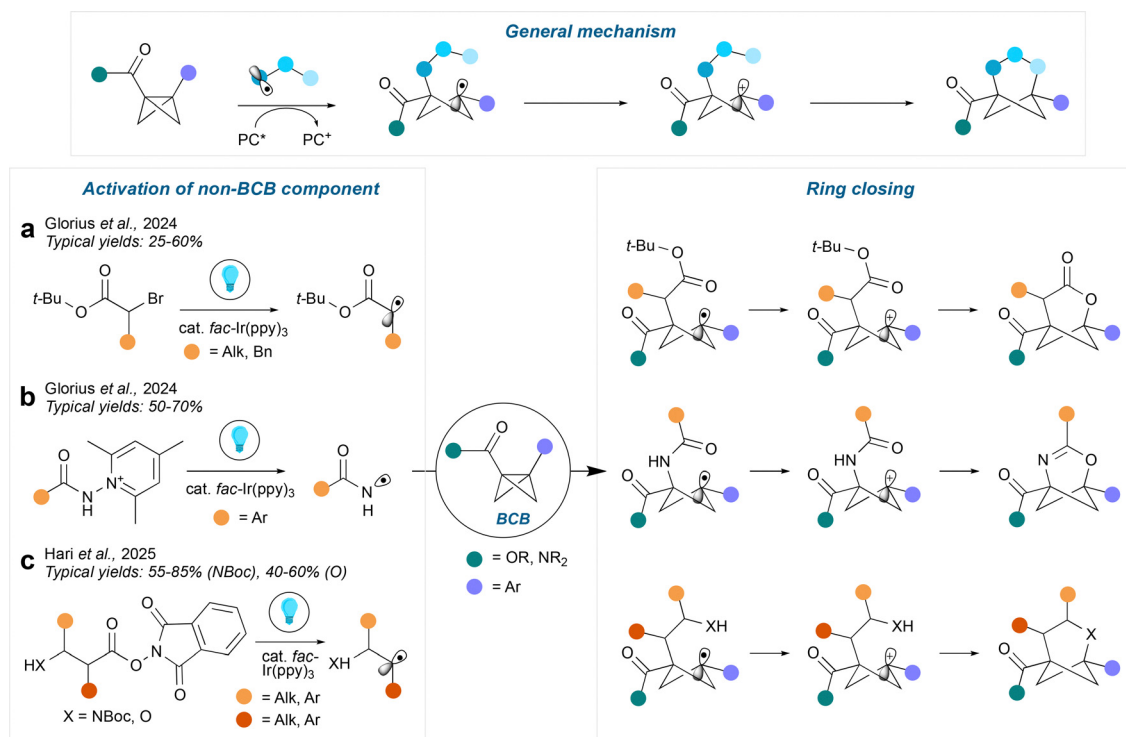 General mechanism
O
PC*
PC+
O
O
O
Activation of non-BCB component
a Glorius et al., 2024
Typical yields: 25-60%
O
t-Bu
O
Br
cat. fac-Ir(ppy)3
= Alk, Bn
O
t-Bu
O
b Glorius et al., 2024
Typical yields: 50-70%
O
N
H
N+
cat. fac-Ir(ppy)3
= Ar
O
N
H
c Hari et al., 2025
Typical yields: 55-85% (NBoc), 40-60% (O)
HX
O
O
N
O
O
X = NBoc, O
cat. fac-
Ir(ppy)3
XH
= Alk, Ar
= Alk, Ar
O
BCB
= OR, NR2
= Ar
Ring closing
t-Bu
O
O
O
t-Bu
O
O
O
O
O
O
O
HN
O
O
HN
O
O
N
O
O
XH
O
XH
O
X
O